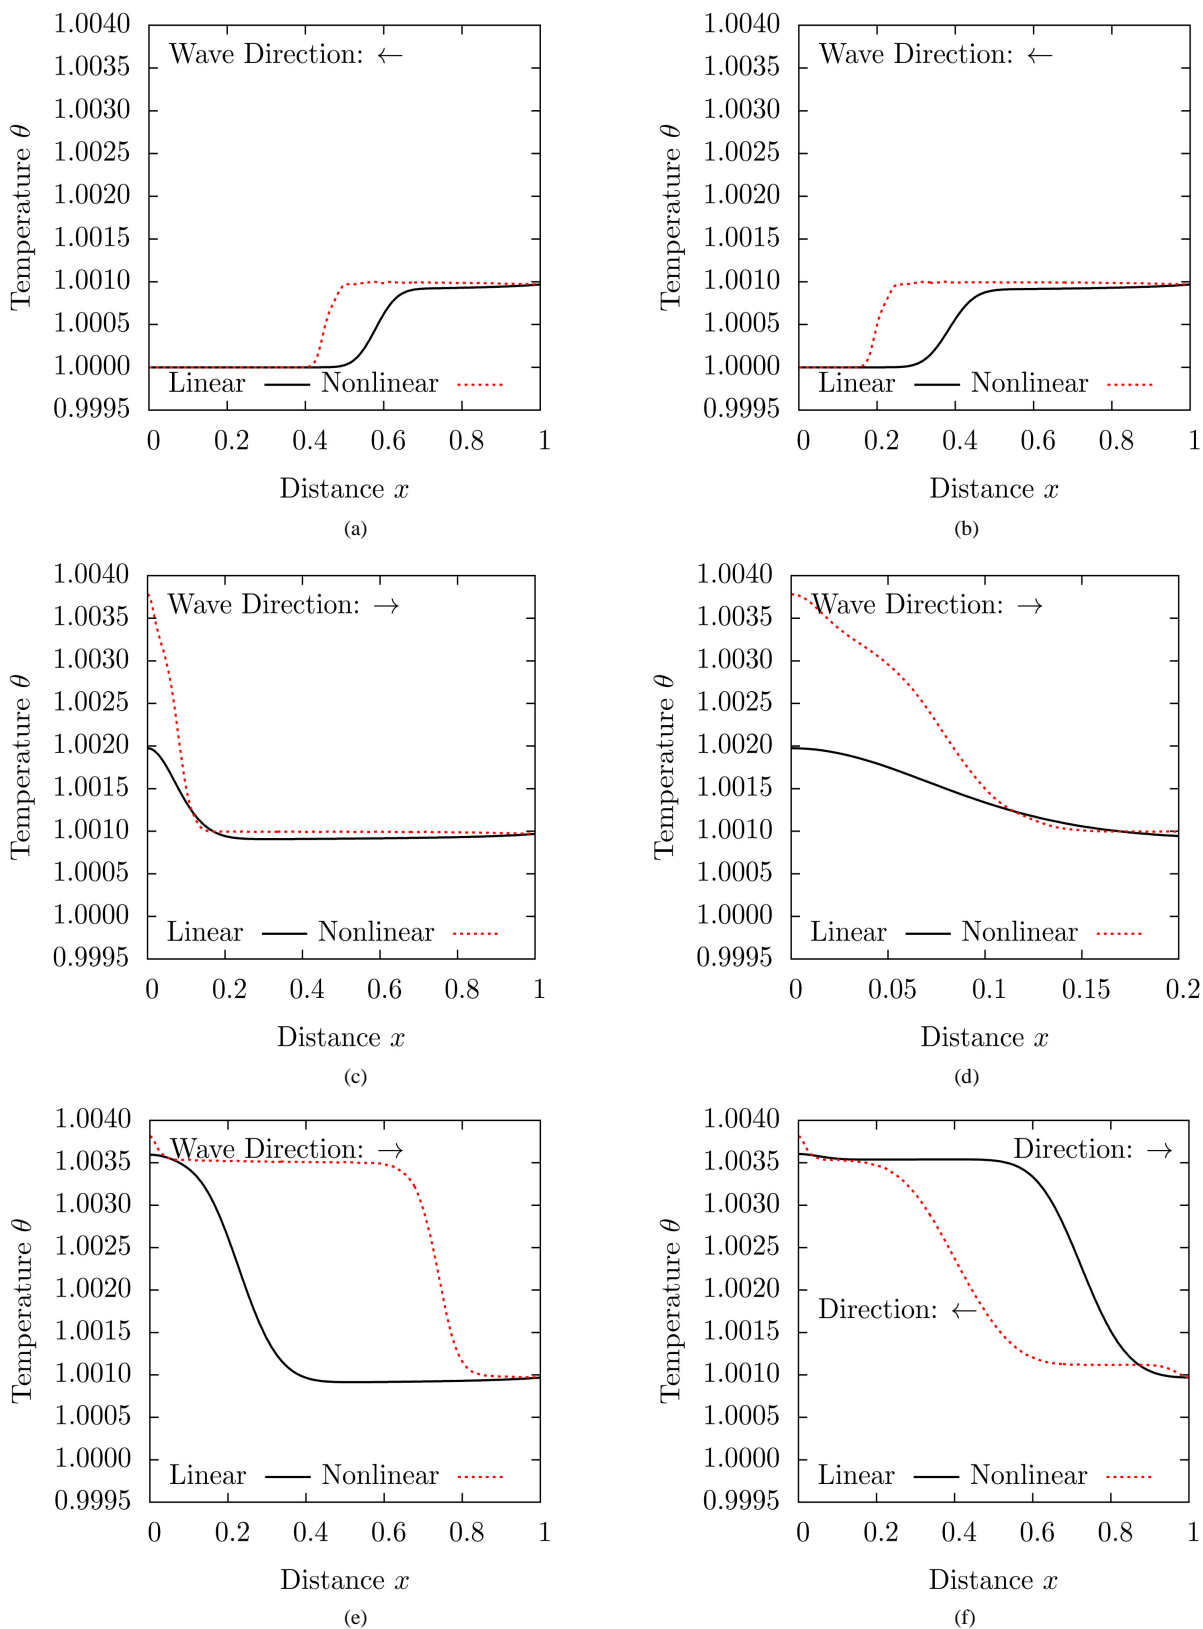 1.0040
1.0035
1.0030
1.0025
1.0020
1.0015
1.0010
1.0005
1.0000
0.9995
Temperature θ
Wave Direction: ←
Linear Nonlinear
0 0.2 0.4 0.6 0.8 1
Distance x
(a)
1.0040
1.0035
1.0030
1.0025
1.0020
1.0015
1.0010
1.0005
1.0000
0.9995
Temperature θ
Wave Direction: ←
Linear Nonlinear
0 0.2 0.4 0.6 0.8 1
Distance x
(b)
1.0040
1.0035
1.0030
1.0025
1.0020
1.0015
1.0010
1.0005
1.0000
0.9995
Temperature θ
Wave Direction: →
Linear Nonlinear
0 0.2 0.4 0.6 0.8 1
Distance x
(c)
1.0040
1.0035
1.0030
1.0025
1.0020
1.0015
1.0010
1.0005
1.0000
0.9995
Temperature θ
Wave Direction: →
Linear Nonlinear
0 0.05 0.1 0.15 0.2
Distance x
(d)
1.0040
1.0035
1.0030
1.0025
1.0020
1.0015
1.0010
1.0005
1.0000
0.9995
Temperature θ
Wave Direction: →
Linear Nonlinear
0 0.2 0.4 0.6 0.8 1
Distance x
(e)
1.0040
1.0035
1.0030
1.0025
1.0020
1.0015
1.0010
1.0005
1.0000
0.9995
Temperature θ
Direction: →
Direction: ←
Linear Nonlinear
0 0.2 0.4 0.6 0.8 1
Distance x
(f)